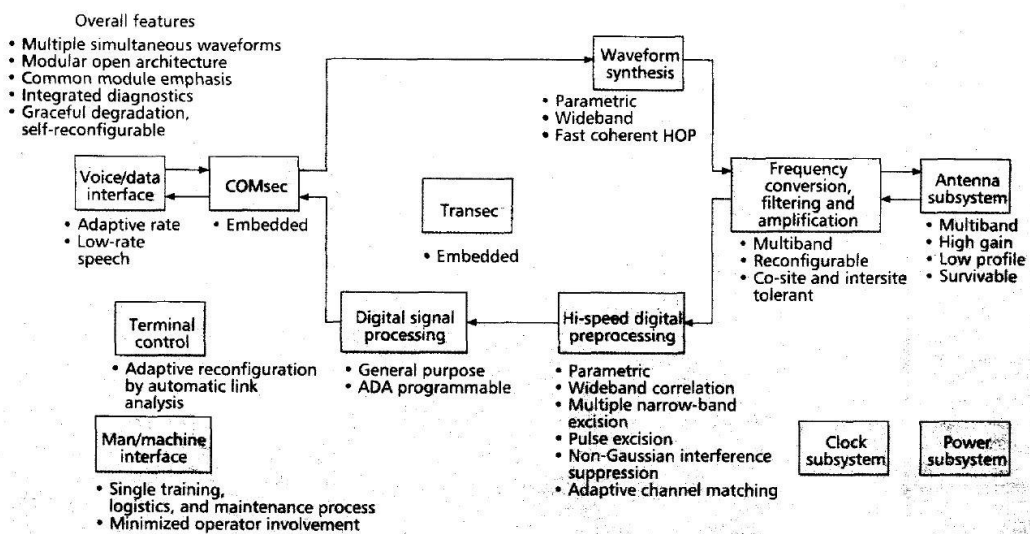 Overall features
• Multiple simultaneous waveforms
• Modular open architecture
• Common module emphasis
• Integrated diagnostics
• Graceful degradation,
self-reconfigurable
Waveform
synthesis
• Parametric
• Wideband
• Fast coherent HOP
Voice/data
interface
• Adaptive rate
• Low-rate
speech
COMsec
• Embedded
Transec
• Embedded
Frequency
conversion,
filtering and
amplification
• Multiband
• Reconfigurable
• Co-site and intersite
tolerant
Antenna
subsystem
• Multiband
• High gain
• Low profile
• Survivable
Terminal
control
• Adaptive reconfiguration
by automatic link
analysis
Digital signal
processing
• General purpose
• ADA programmable
Hi-speed digital
preprocessing
• Parametric
• Wideband correlation
• Multiple narrow-band
excision
• Pulse excision
• Non-Gaussian interference
suppression
• Adaptive channel matching
Man/machine
interface
• Single training,
logistics, and maintenance process
• Minimized operator involvement
Clock
subsystem
Power
subsystem